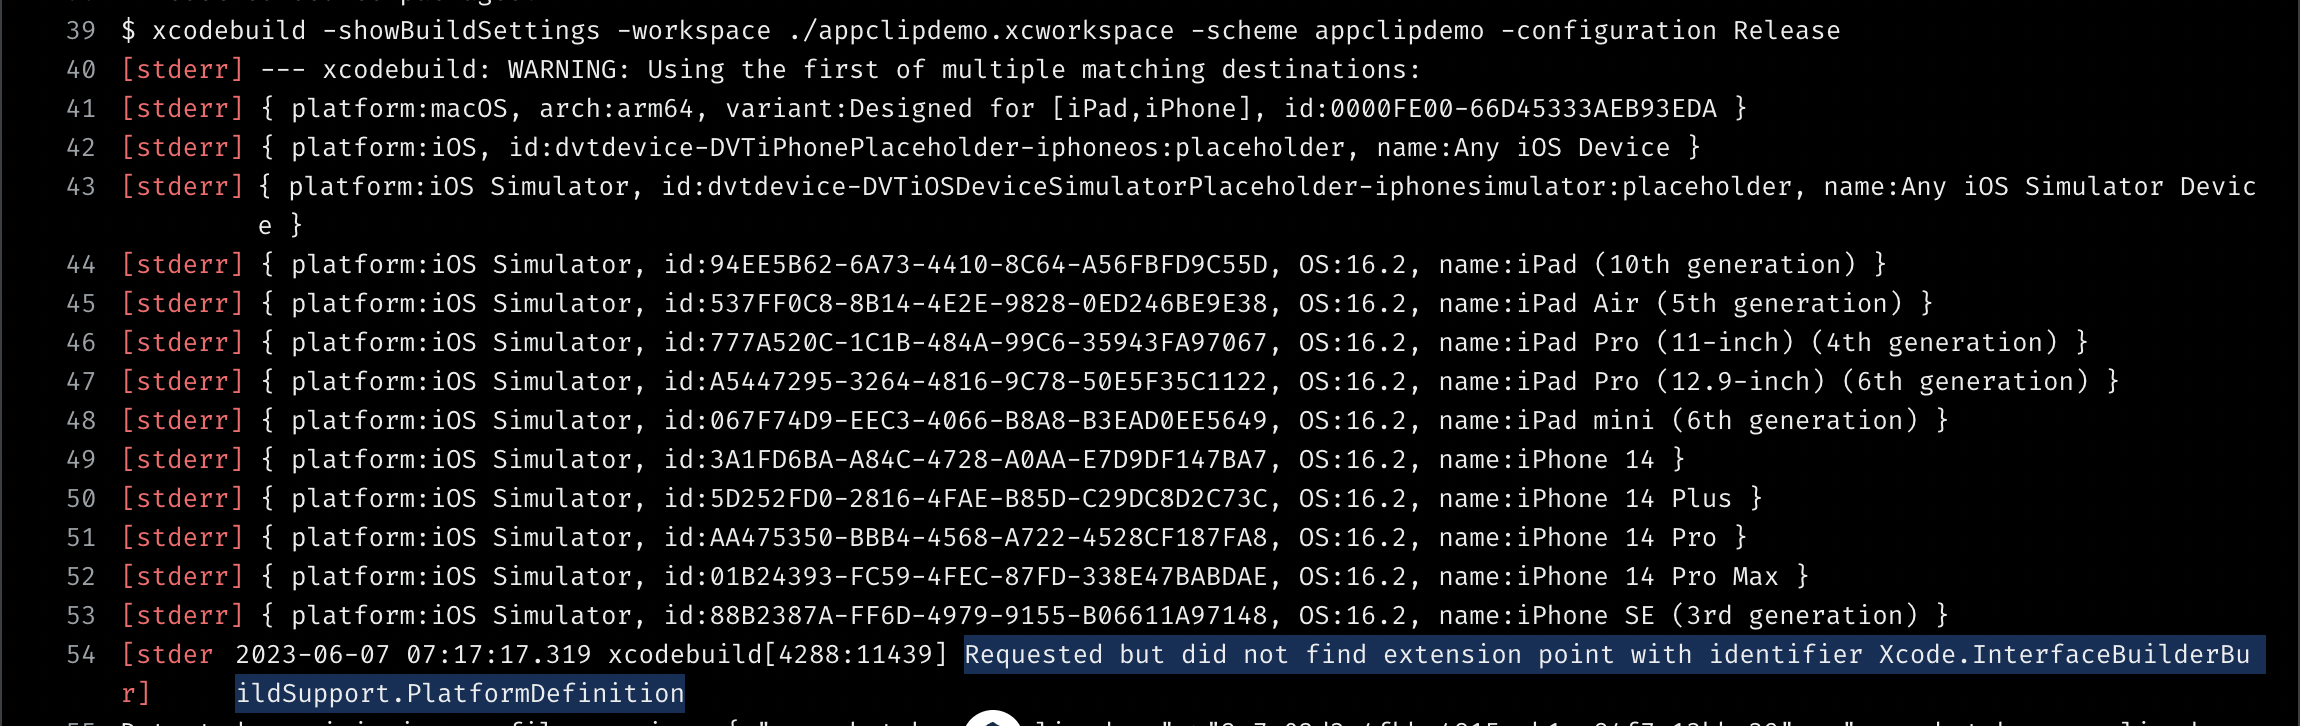 39 $ xcodebuild -showBuildSettings -workspace ./appclipdemo.xcworkspace -scheme appclipdemo -configuration Release
40 [stderr] --- xcodebuild: WARNING: Using the first of multiple matching destinations:
41 [stderr] { platform:macOS, arch:arm64, variant:Designed for [iPad,iPhone], id:0000FE00-66D45333AEB93EDA }
42 [stderr] { platform:iOS, id:dvtdevice-DVTiPhonePlaceholder-iphoneos:placeholder, name:Any iOS Device }
43 [stderr] { platform:iOS Simulator, id:dvtdevice-DVTiOSDeviceSimulatorPlaceholder-iphonesimulator:placeholder, name:Any iOS Simulator Devic
e }
44 [stderr] { platform:iOS Simulator, id:94EE5B62-6A73-4410-8C64-A56FBFD9C55D, OS:16.2, name:iPad (10th generation) }
45 [stderr] { platform:iOS Simulator, id:537FF0C8-8B14-4E2E-9828-0ED246BE9E38, OS:16.2, name:iPad Air (5th generation) }
46 [stderr] { platform:iOS Simulator, id:777A520C-1C1B-484A-99C6-35943FA97067, OS:16.2, name:iPad Pro (11-inch) (4th generation) }
47 [stderr] { platform:iOS Simulator, id:A5447295-3264-4816-9C78-50E5F35C1122, OS:16.2, name:iPad Pro (12.9-inch) (6th generation) }
48 [stderr] { platform:iOS Simulator, id:067F74D9-EEC3-4066-B8A8-B3EAD0EE5649, OS:16.2, name:iPad mini (6th generation) }
49 [stderr] { platform:iOS Simulator, id:3A1FD6BA-A84C-4728-A0AA-E7D9DF147BA7, OS:16.2, name:iPhone 14 }
50 [stderr] { platform:iOS Simulator, id:5D252FD0-2816-4FAE-B85D-C29DC8D2C73C, OS:16.2, name:iPhone 14 Plus }
51 [stderr] { platform:iOS Simulator, id:AA475350-BBB4-4568-A722-4528CF187FA8, OS:16.2, name:iPhone 14 Pro }
52 [stderr] { platform:iOS Simulator, id:01B24393-FC59-4FEC-87FD-338E47BABDAE, OS:16.2, name:iPhone 14 Pro Max }
53 [stderr] { platform:iOS Simulator, id:88B2387A-FF6D-4979-9155-B06611A97148, OS:16.2, name:iPhone SE (3rd generation) }
54 [stder 2023-06-07 07:17:17.319 xcodebuild[4288:11439] Requested but did not find extension point with identifier Xcode.InterfaceBuilderBu
r] ildSupport.PlatformDefinition